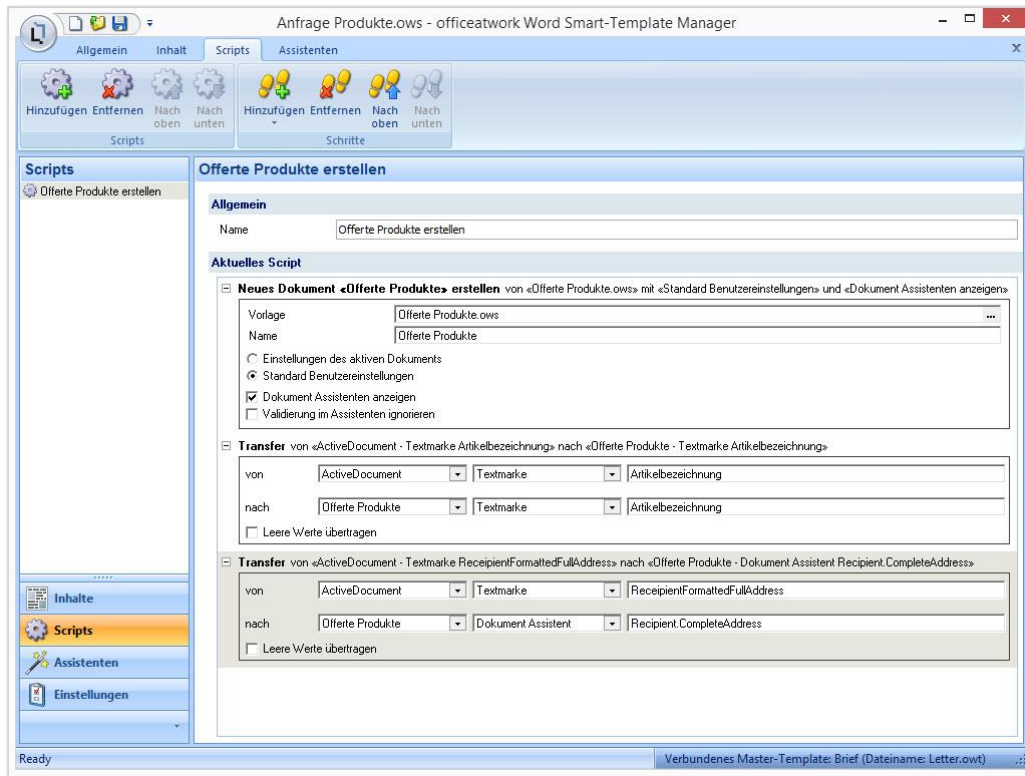 Anfrage Produkte.ows - officeatwork Word Smart-Template Manager
Allgemein Inhalt Scripts Assistenten
Hinzufügen Entfernen Nach oben Nach unten
Scripts
Hinzufügen Entfernen Nach oben Nach unten
Schritte
Scripts
Offerte Produkte erstellen
Offerte Produkte erstellen
Allgemein
Name Offerte Produkte erstellen
Aktuelles Script
Neues Dokument «Offerte Produkte» erstellen von «Offerte Produkte.ows» mit «Standard Benutzereinstellungen» und «Dokument Assistenten anzeigen»
Vorlage Offerte Produkte.ows ...
Name Offerte Produkte
Einstellungen des aktiven Dokuments
Standard Benutzereinstellungen
Dokument Assistenten anzeigen
Validierung im Assistenten ignorieren
Transfer von «ActiveDocument - Textmarke Artikelbezeichnung» nach «Offerte Produkte - Textmarke Artikelbezeichnung»
von ActiveDocument Textmarke Artikelbezeichnung
nach Offerte Produkte Textmarke Artikelbezeichnung
Leere Werte übertragen
Transfer von «ActiveDocument - Textmarke ReceipientFormattedFullAddress» nach «Offerte Produkte - Dokument Assistent Recipient.CompleteAddress»
von ActiveDocument Textmarke ReceipientFormattedFullAddress
nach Offerte Produkte Dokument Assistent Recipient.CompleteAddress
Leere Werte übertragen
Inhalte
Scripts
Assistenten
Einstellungen
Ready
Verbundenes Master-Template: Brief (Dateiname: Letter.owt)